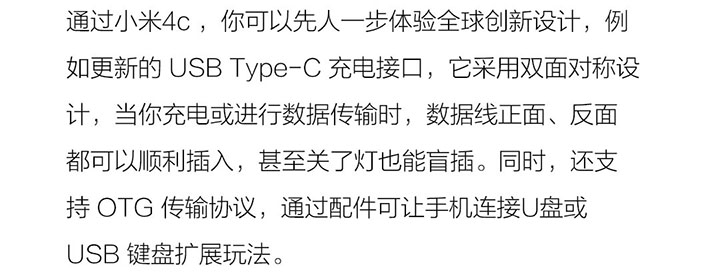 通过小米4c ，你可以先人一步体验全球创新设计，例
如更新的 USB Type-C 充电接口，它采用双面对称设
计，当你充电或进行数据传输时，数据线正面、反面
都可以顺利插入，甚至关了灯也能盲插。同时，还支
持 OTG 传输协议，通过配件可让手机连接U盘或
USB 键盘扩展玩法。